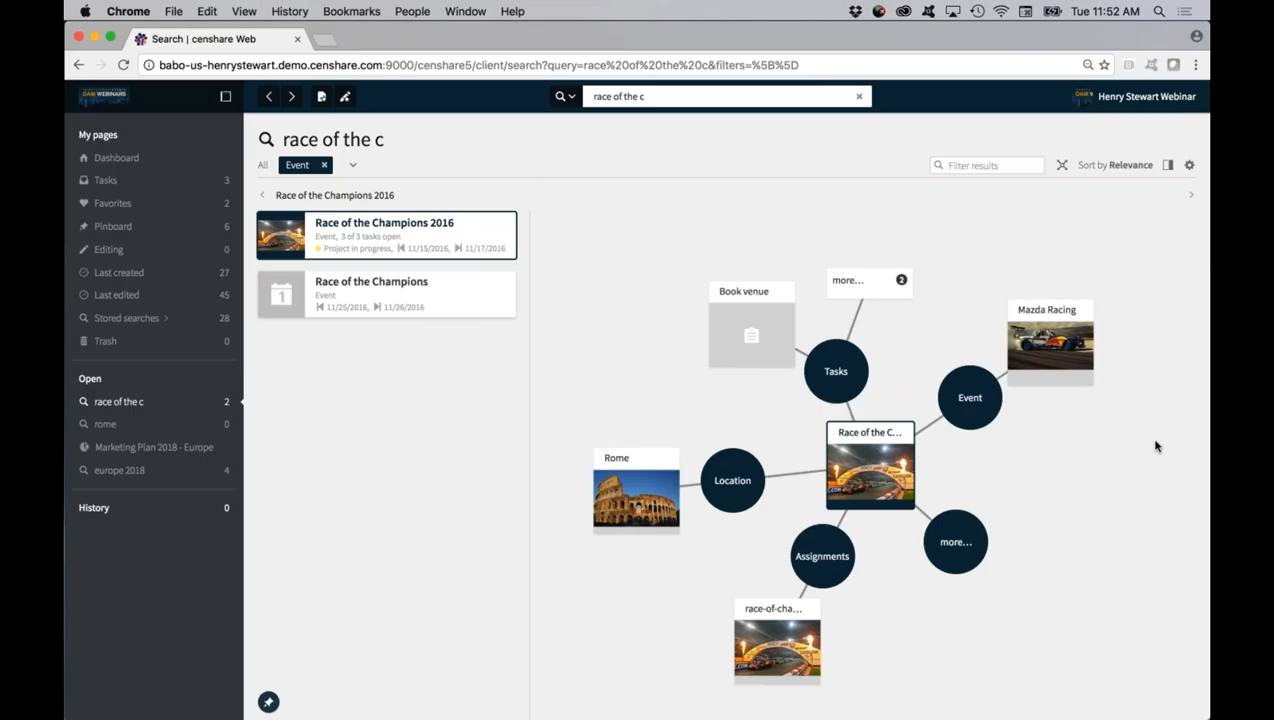 Chrome File Edit View History Bookmarks People Window Help
Tue 11:52 AM
Search | censhare Web
babo-us-henrystewart.demo.censhare.com:9000/censhare5/client/search?query=race%20of%20the%20c&filters=%5B%5D
DAM WEBINARS
race of the c
Henry Stewart Webinar
My pages
Dashboard
Tasks 3
Favorites 2
Pinboard 6
Editing 0
Last created 27
Last edited 45
Stored searches 28
Trash 0
Open
race of the c 2
rome 0
Marketing Plan 2018 - Europe
europe 2018 4
History 0
race of the c
All Event
Filter results
Sort by Relevance
Race of the Champions 2016
Race of the Champions 2016
Event, 3 of 3 tasks open
Project in progress, 11/15/2016, 11/17/2016
1
Race of the Champions
Event
11/25/2016, 11/26/2016
more... 2
Book venue
Mazda Racing
Tasks
Event
Race of the C...
Rome
Location
more...
Assignments
race-of-cha...